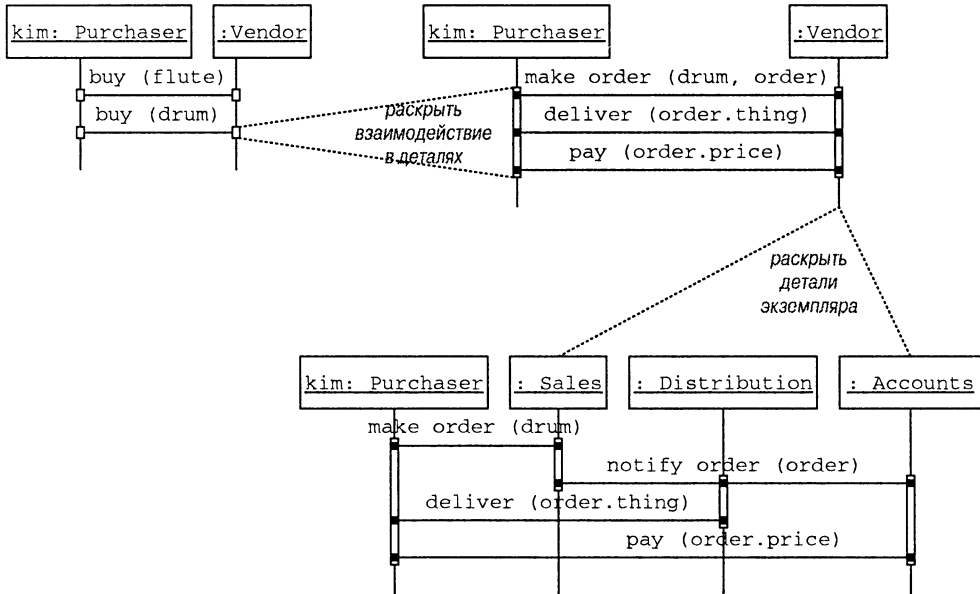 kim: Purchaser
:Vendor
buy (flute)
buy (drum)
раскрыть
взаимодействие
в деталях
kim: Purchaser
:Vendor
make order (drum, order)
deliver (order.thing)
pay (order.price)
раскрыть
детали
экземпляра
kim: Purchaser
: Sales
: Distribution
: Accounts
make order (drum)
notify order (order)
deliver (order.thing)
pay (order.price)